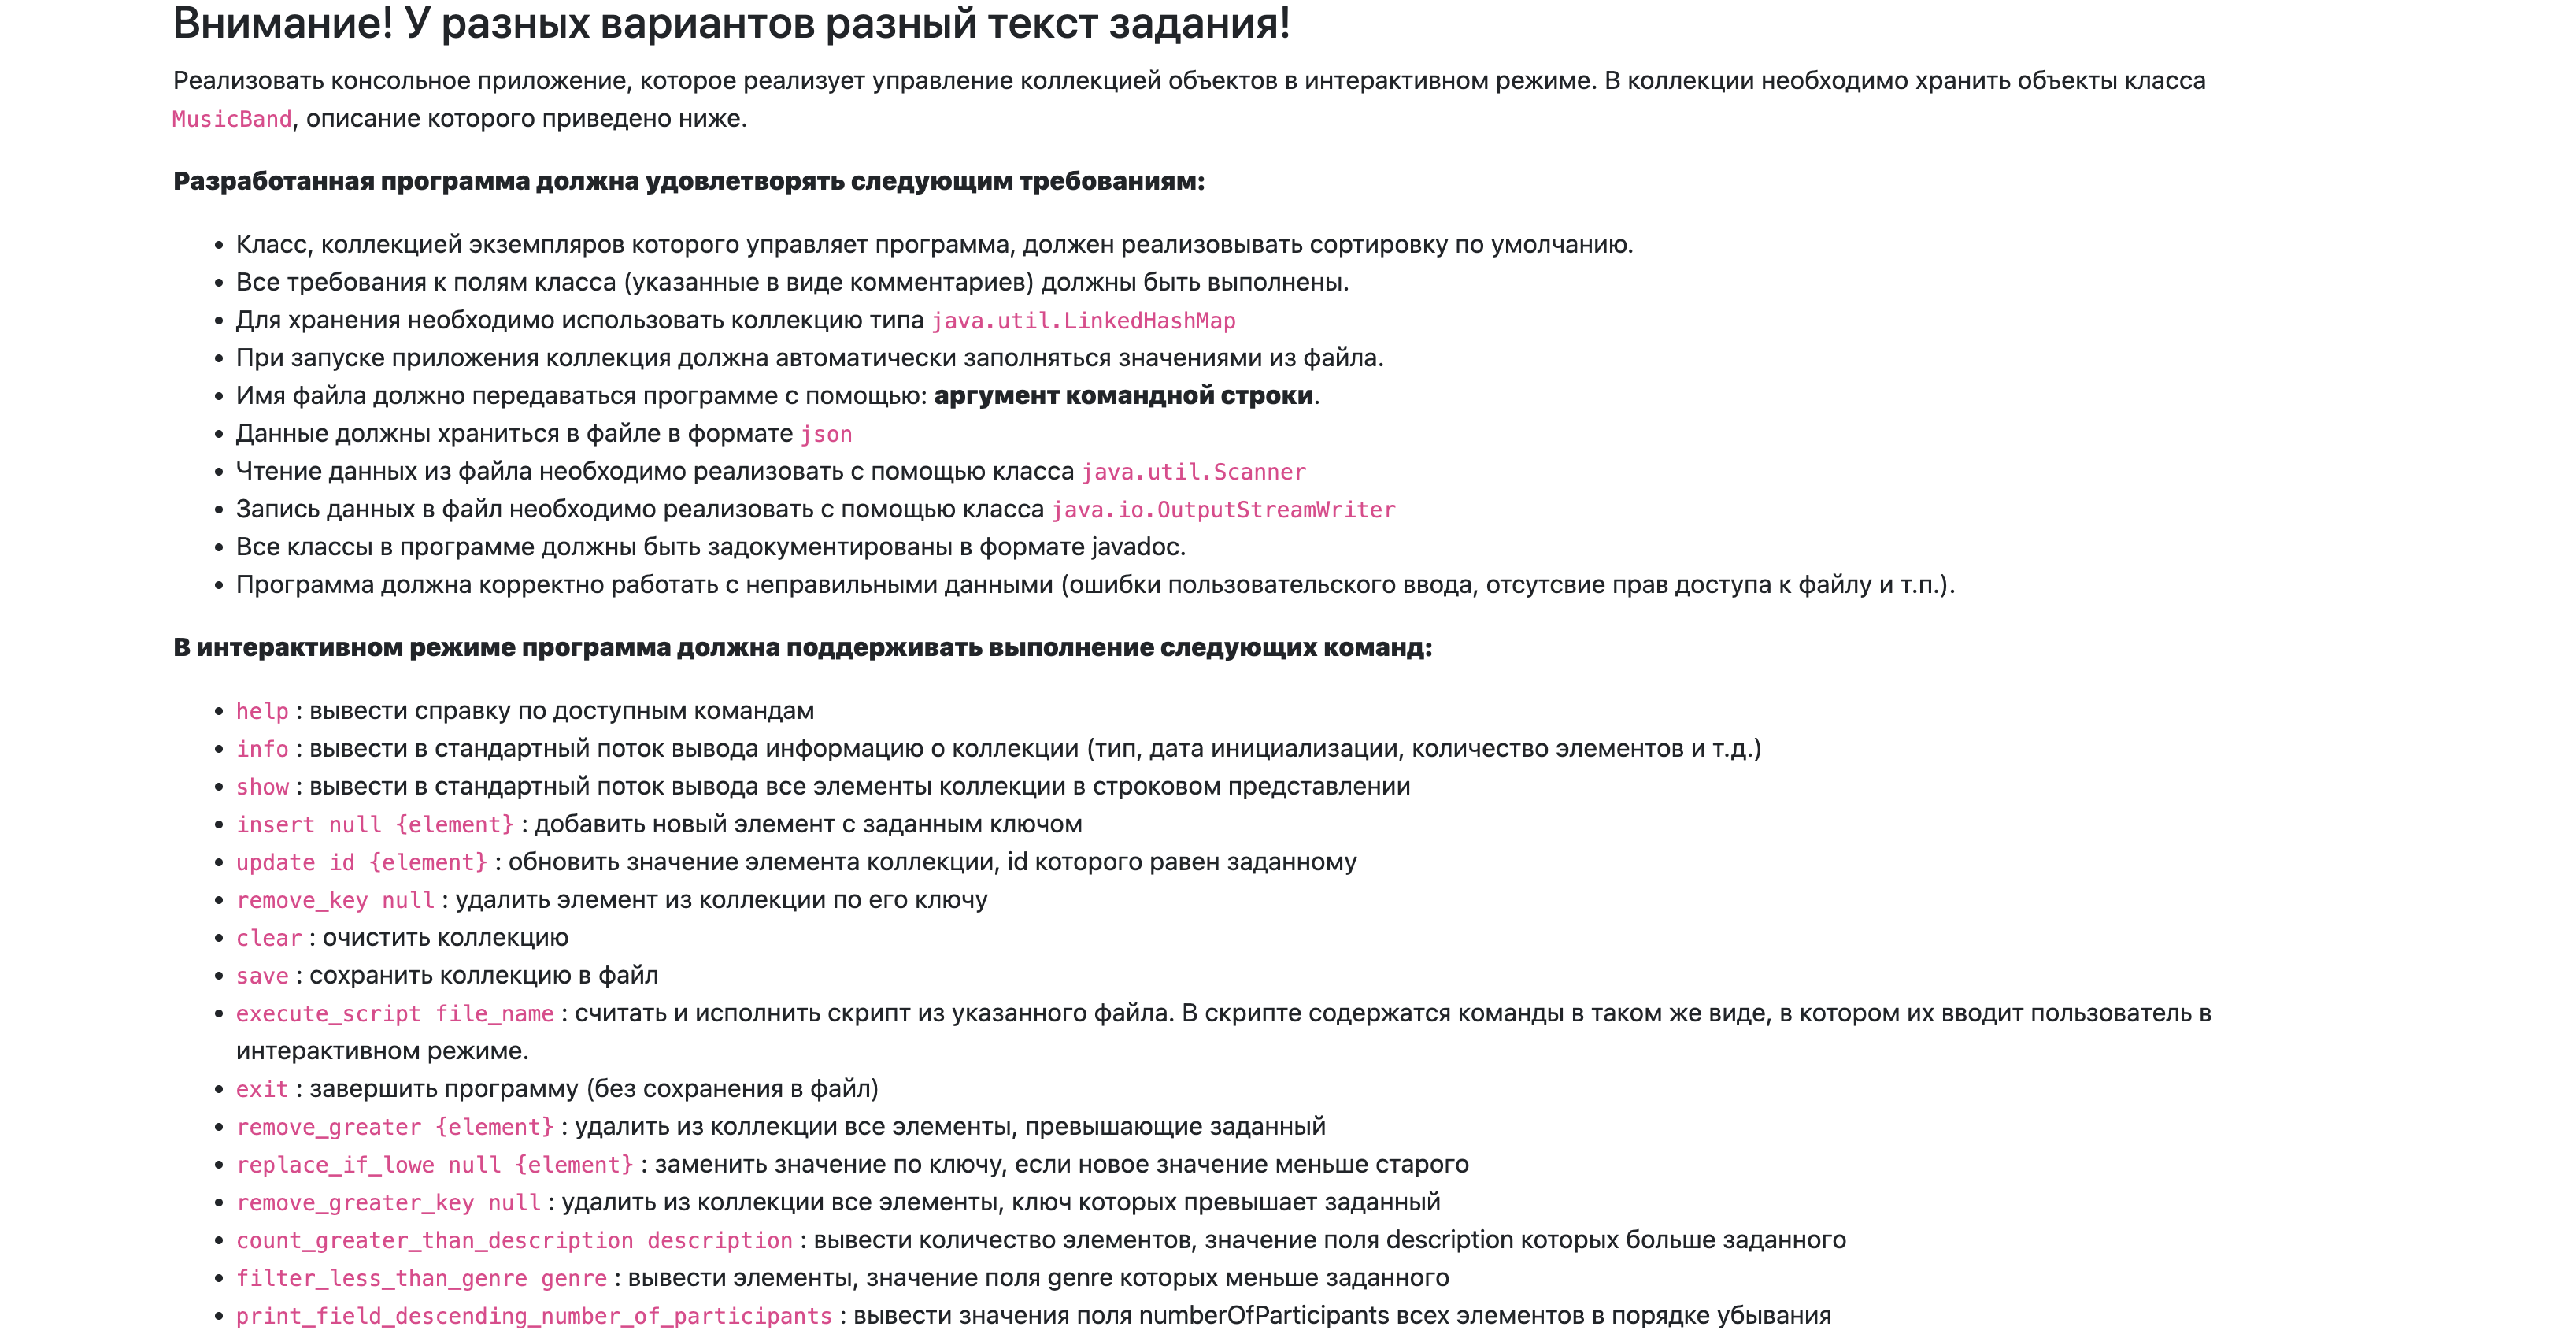 Внимание! У разных вариантов разный текст задания!
Реализовать консольное приложение, которое реализует управление коллекцией объектов в интерактивном режиме. В коллекции необходимо хранить объекты класса
MusicBand, описание которого приведено ниже.
Разработанная программа должна удовлетворять следующим требованиям:
• Класс, коллекцией экземпляров которого управляет программа, должен реализовывать сортировку по умолчанию.
• Все требования к полям класса (указанные в виде комментариев) должны быть выполнены.
• Для хранения необходимо использовать коллекцию типа java.util.LinkedHashMap
• При запуске приложения коллекция должна автоматически заполняться значениями из файла.
• Имя файла должно передаваться программе с помощью: аргумент командной строки.
• Данные должны храниться в файле в формате json
• Чтение данных из файла необходимо реализовать с помощью класса java.util.Scanner
• Запись данных в файл необходимо реализовать с помощью класса java.io.OutputStreamWriter
• Все классы в программе должны быть задокументированы в формате javadoc.
• Программа должна корректно работать с неправильными данными (ошибки пользовательского ввода, отсутсвие прав доступа к файлу и т.п.).
В интерактивном режиме программа должна поддерживать выполнение следующих команд:
• help : вывести справку по доступным командам
• info : вывести в стандартный поток вывода информацию о коллекции (тип, дата инициализации, количество элементов и т.д.)
• show : вывести в стандартный поток вывода все элементы коллекции в строковом представлении
• insert null {element} : добавить новый элемент с заданным ключом
• update id {element} : обновить значение элемента коллекции, id которого равен заданному
• remove_key null : удалить элемент из коллекции по его ключу
• clear : очистить коллекцию
• save : сохранить коллекцию в файл
• execute_script file_name : считать и исполнить скрипт из указанного файла. В скрипте содержатся команды в таком же виде, в котором их вводит пользователь в
интерактивном режиме.
• exit : завершить программу (без сохранения в файл)
• remove_greater {element} : удалить из коллекции все элементы, превышающие заданный
• replace_if_lowe null {element} : заменить значение по ключу, если новое значение меньше старого
• remove_greater_key null : удалить из коллекции все элементы, ключ которых превышает заданный
• count_greater_than_description description : вывести количество элементов, значение поля description которых больше заданного
• filter_less_than_genre genre : вывести элементы, значение поля genre которых меньше заданного
• print_field_descending_number_of_participants : вывести значения поля numberOfParticipants всех элементов в порядке убывания